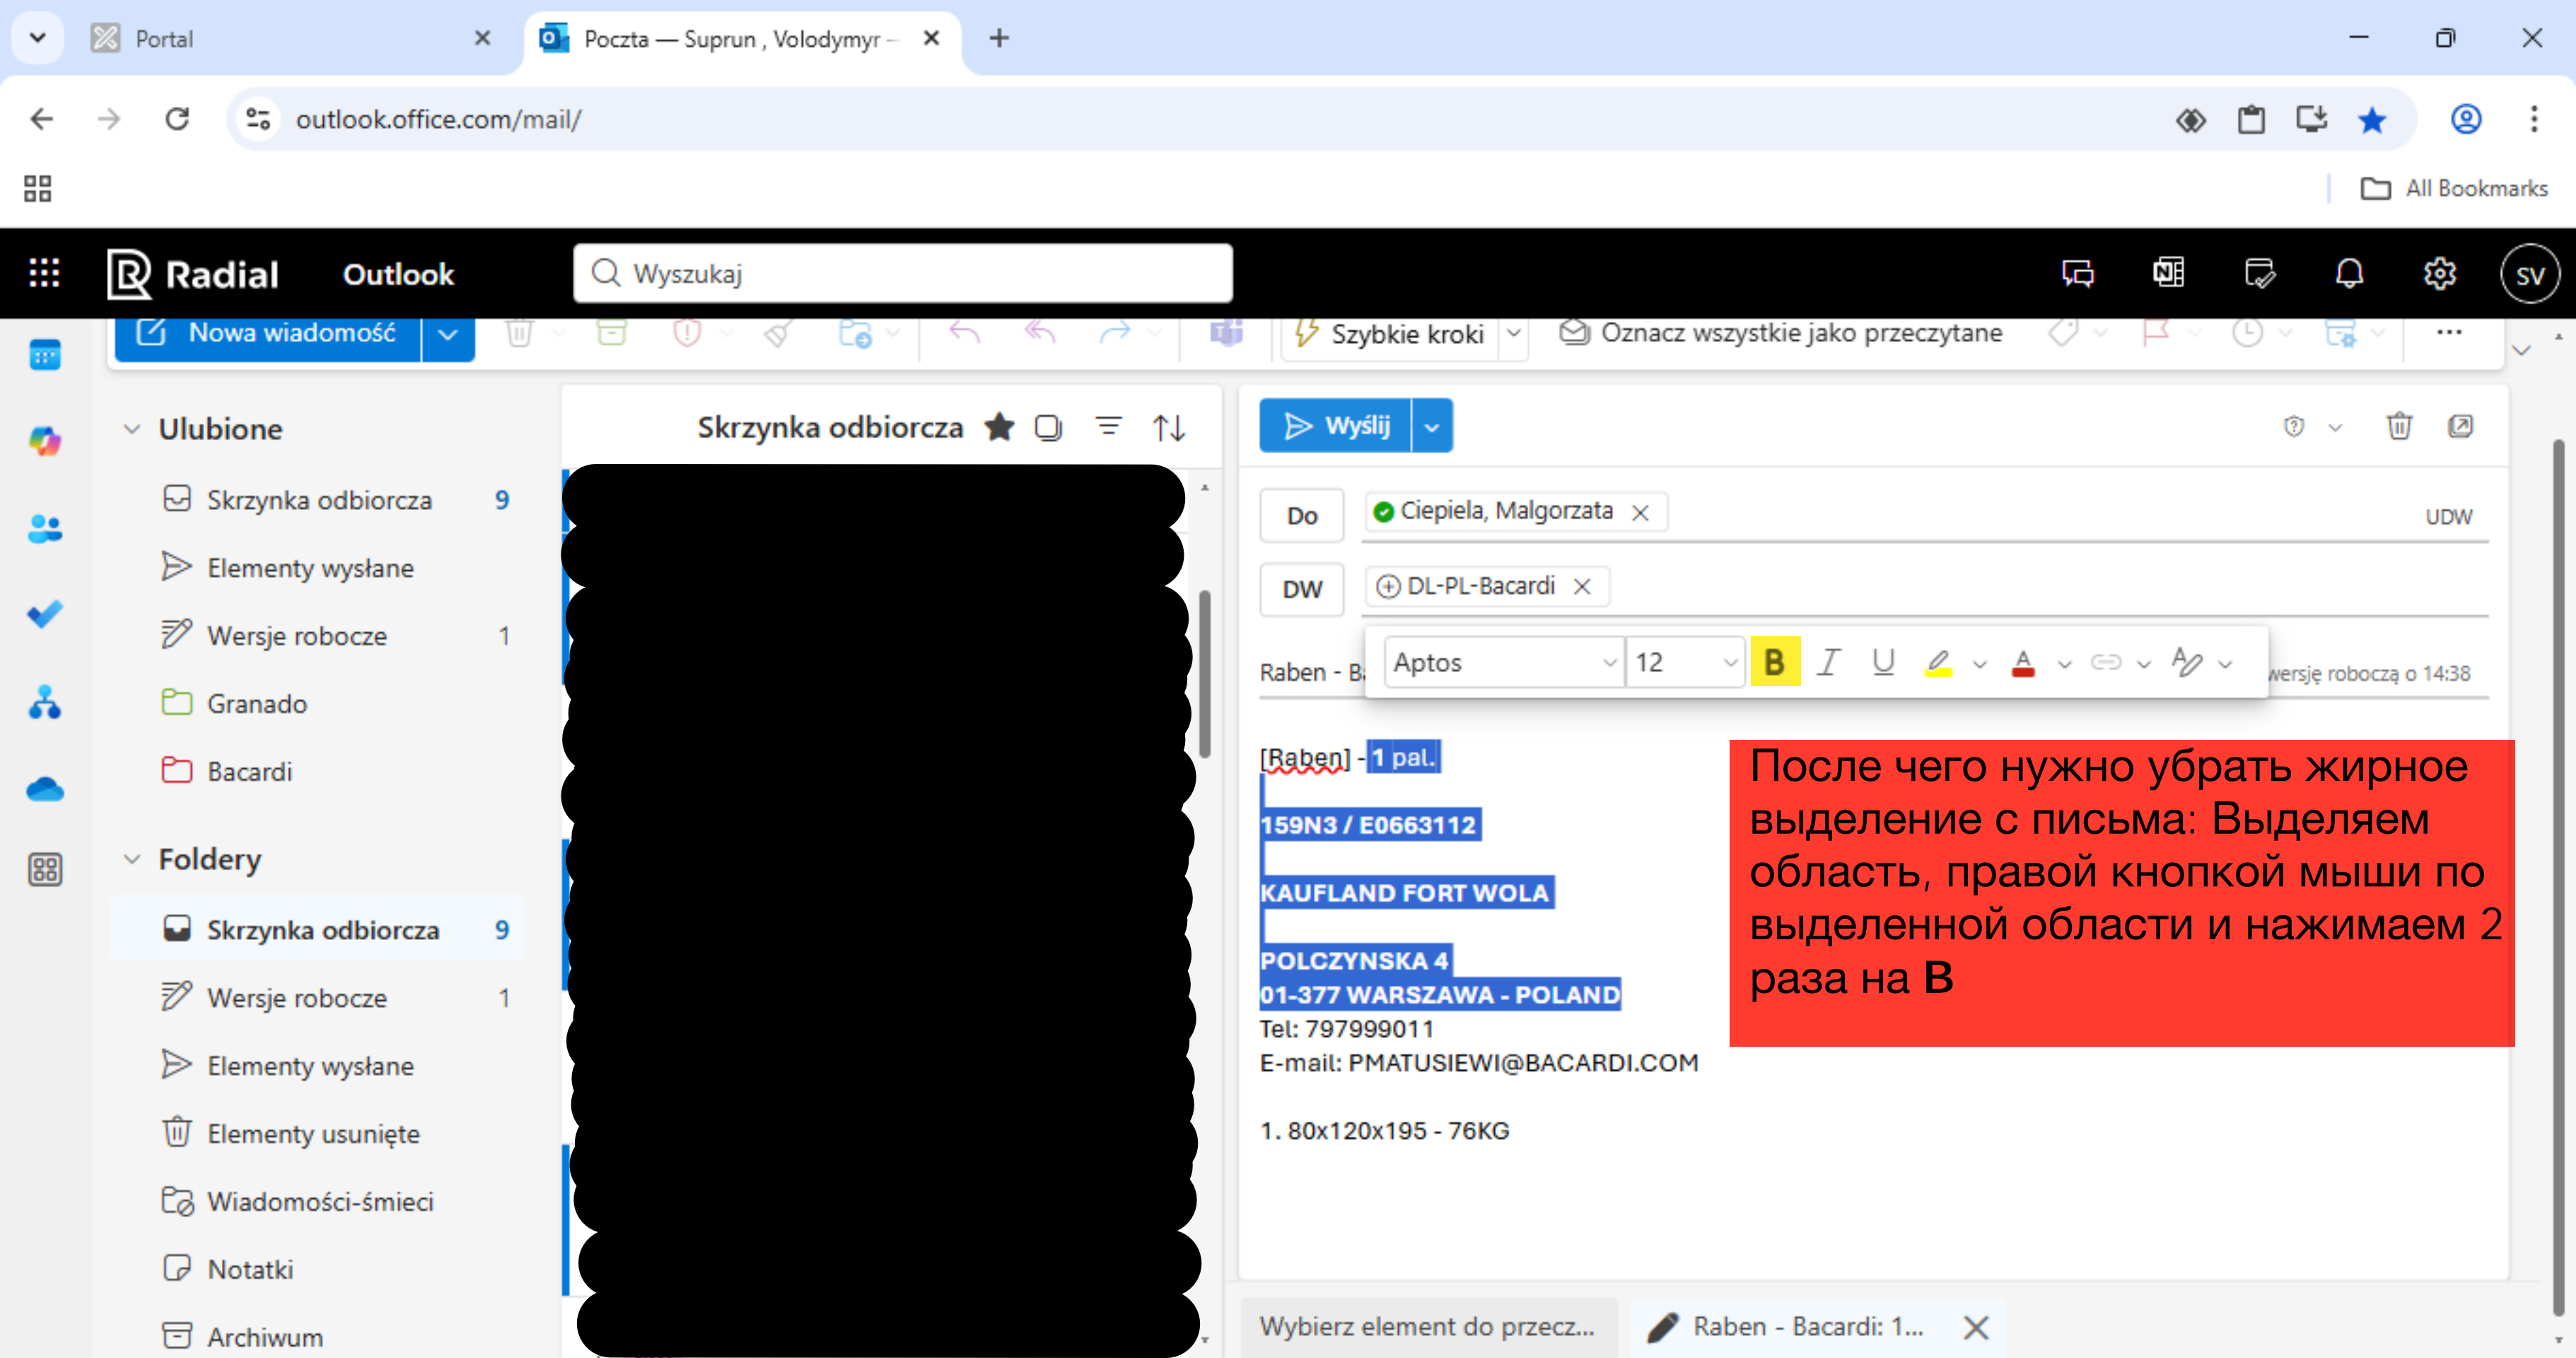 Portal
Poczta — Suprun , Volodymyr –
outlook.office.com/mail/
All Bookmarks
Radial
Outlook
Wyszukaj
SV
Nowa wiadomość
Szybkie kroki
Oznacz wszystkie jako przeczytane
Ulubione
Skrzynka odbiorcza 9
Elementy wysłane
Wersje robocze 1
Granado
Bacardi
Foldery
Skrzynka odbiorcza 9
Wersje robocze 1
Elementy wysłane
Elementy usunięte
Wiadomości-śmieci
Notatki
Archiwum
Skrzynka odbiorcza
Wyślij
Do Ciepiela, Malgorzata UDW
DW DL-PL-Bacardi
Aptos 12 B I U
Raben - Ba
wersję roboczą o 14:38
[Raben] - 1 pal.
159N3 / E0663112
KAUFLAND FORT WOLA
POLCZYNSKA 4
01-377 WARSZAWA - POLAND
Tel: 797999011
E-mail: PMATUSIEWI@BACARDI.COM
1. 80x120x195 - 76KG
После чего нужно убрать жирное
выделение с письма: Выделяем
область, правой кнопкой мыши по
выделенной области и нажимаем 2
раза на B
Wybierz element do przecz...
Raben - Bacardi: 1...